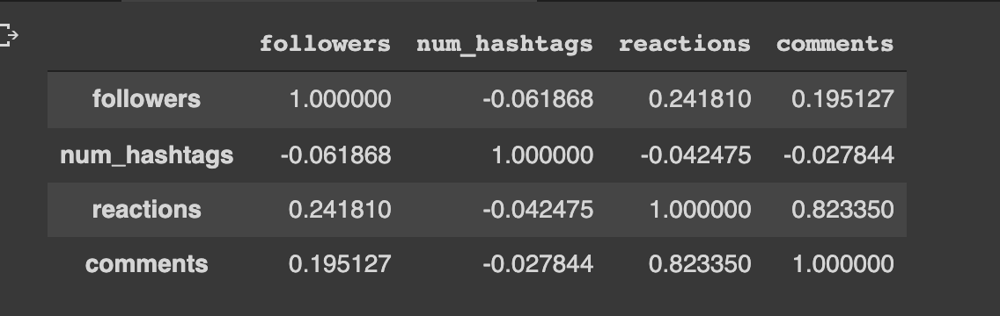 followers num_hashtags reactions comments
followers 1.000000 -0.061868 0.241810 0.195127
num_hashtags -0.061868 1.000000 -0.042475 -0.027844
reactions 0.241810 -0.042475 1.000000 0.823350
comments 0.195127 -0.027844 0.823350 1.000000